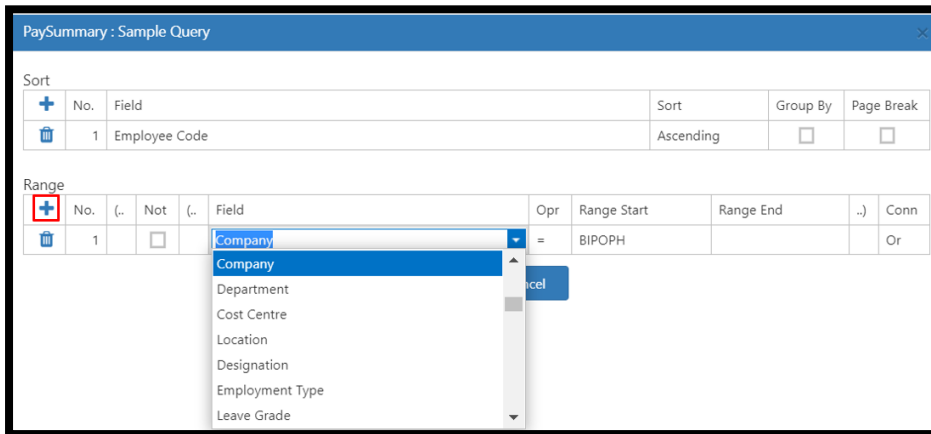 PaySummary : Sample Query
Sort
No. Field Sort Group By Page Break
1 Employee Code Ascending
Range
No. (.. Not (.. Field Opr Range Start Range End ..) Conn
1 Company = BIPOPH Or
Company
Department
Cost Centre
Location
Designation
Employment Type
Leave Grade